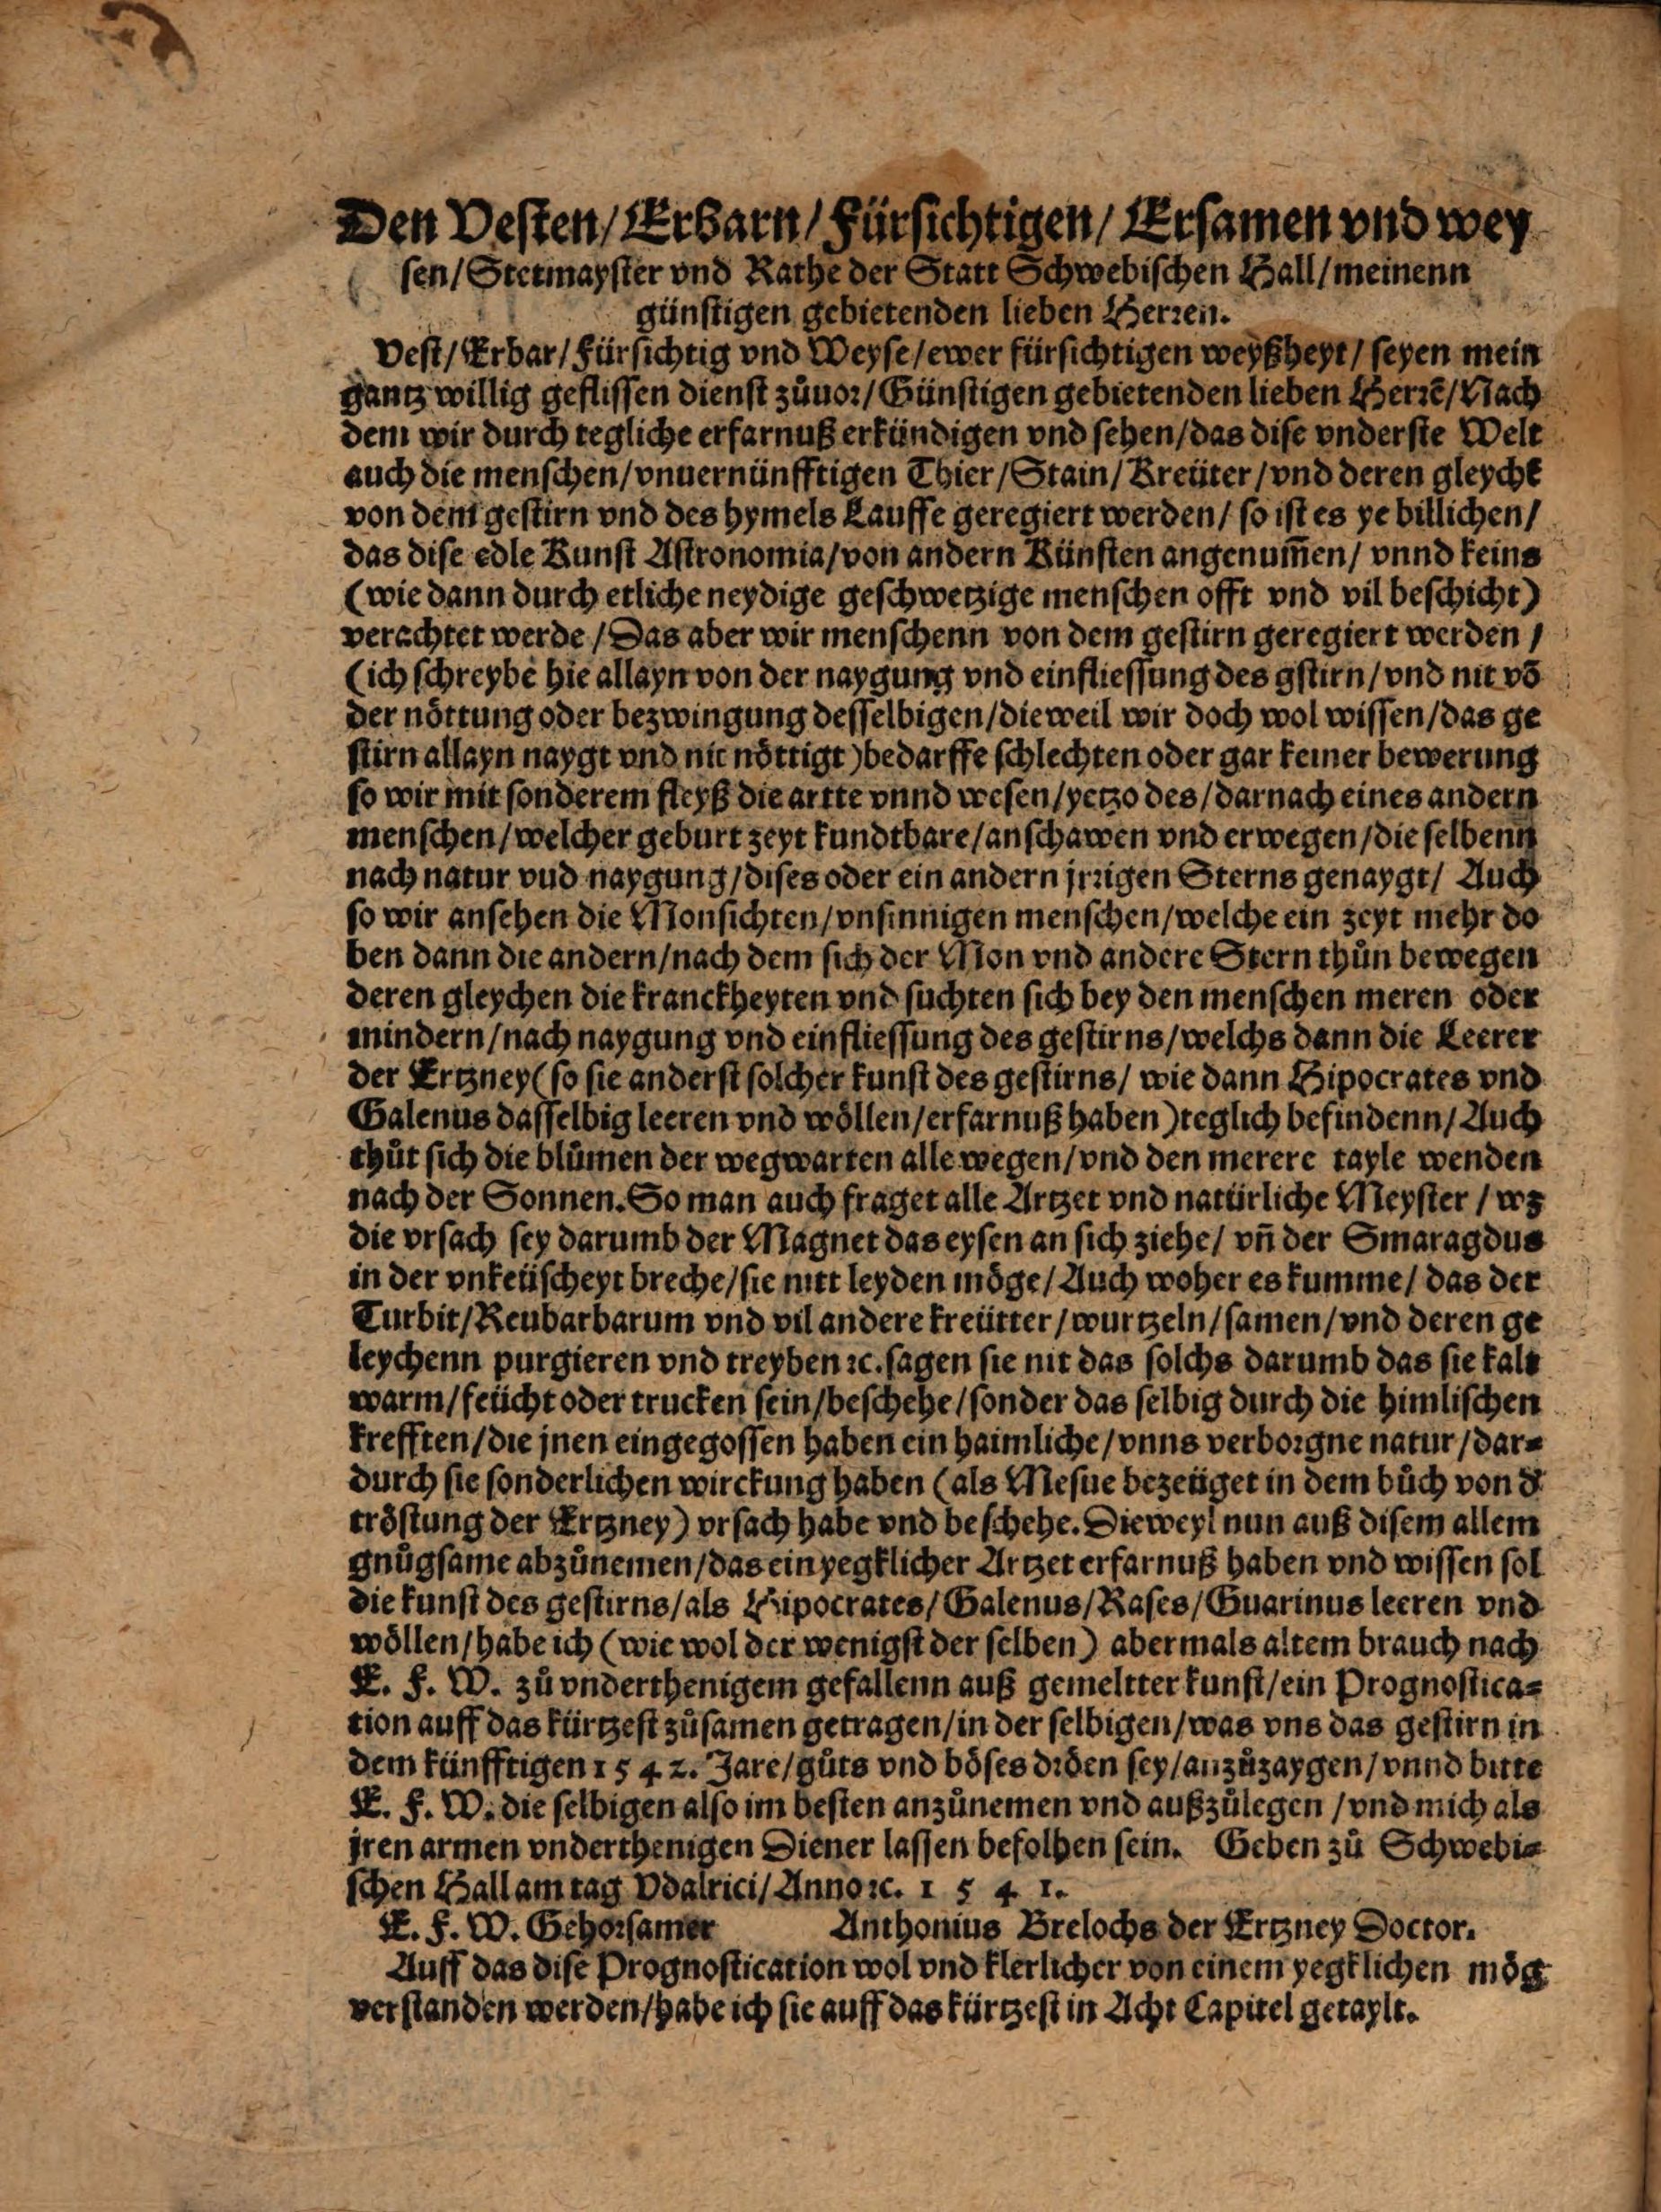 Den Vesten/Erbarn/Fürsichtigen/Ersamen vnd wey
sen/Stetmayster vnd Rathe der Statt Schwebischen Hall/meinenn
günstigen gebietenden lieben Herren.
Vest/Erbar/Fürsichtig vnd Weyse/ewer fürsichtigen weyßheyt/seyen mein
gantz willig geflissen dienst zůuor/Günstigen gebietenden lieben Herrē/Nach
dem wir durch tegliche erfarnuß erkündigen vnd sehen/das dise vnderste Welt
auch die menschen/vnuernünfftigen Thier/Stain/Kreüter/vnd deren gleychē
von dem gestirn vnd des hymels Lauffe geregiert werden/so ist es ye billichen/
das dise edle Kunst Astronomia/von andern Künsten angenum̄en/vnnd keins
(wie dann durch etliche neydige geschwetzige menschen offt vnd vil beschicht)
verachtet werde/Das aber wir menschenn von dem gestirn geregiert werden/
(ich schreybe hie allayn von der naygung vnd einfliessung des gstirn/vnd nit võ
der nöttung oder bezwingung desselbigen/dieweil wir doch wol wissen/das ge
stirn allayn naygt vnd nit nöttigt)bedarffe schlechten oder gar keiner bewerung
so wir mit sonderem fleyß die artte vnnd wesen/yetzo des/darnach eines andern
menschen/welcher geburt zeyt kundtbare/anschawen vnd erwegen/die selbenn
nach natur vud naygung/dises oder ein andern jrrigen Sterns genaygt/Auch
so wir ansehen die Monsichten/vnsinnigen menschen/welche ein zeyt mehr do
ben dann die andern/nach dem sich der Mon vnd andere Stern thůn bewegen
deren gleychen die kranckheyten vnd suchten sich bey den menschen meren oder
mindern/nach naygung vnd einfliessung des gestirns/welchs dann die Leerer
der Ertzney(so sie anderst solcher kunst des gestirns/wie dann Hipocrates vnd
Galenus dasselbig leeren vnd wöllen/erfarnuß haben)teglich befindenn/Auch
thůt sich die blůmen der wegwarten alle wegen/vnd den merere tayle wenden
nach der Sonnen.So man auch fraget alle Artzet vnd natürliche Meyster/wz
die vrsach sey darumb der Magnet das eysen an sich ziehe/vn̄ der Smaragdus
in der vnkeüscheyt breche/sie nitt leyden möge/Auch woher es kumme/das der
Turbit/Reubarbarum vnd vil andere kreütter/wurtzeln/samen/vnd deren ge
leychenn purgieren vnd treyben ꝛc.sagen sie nit das solchs darumb das sie kalt
warm/feücht oder trucken sein/beschehe/sonder das selbig durch die himlischen
krefften/die jnen eingegossen haben ein haimliche/vnns verborgne natur/dar⸗
durch sie sonderlichen wirckung haben (als Mesue bezeüget in dem bůch von d̕
tröstung der Ertzney) vrsach habe vnd beschehe.Dieweyl nun auß disem allem
gnůgsame abzůnemen/das ein yegklicher Artzet erfarnuß haben vnd wissen sol
die kunst des gestirns/als Hipocrates/Galenus/Rases/Guarinus leeren vnd
wöllen/habe ich (wie wol der wenigst der selben) abermals altem brauch nach
E. F. W. zů vnderthenigem gefallenn auß gemeltter kunst/ein Prognostica⸗
tion auff das kürtzest zůsamen getragen/in der selbigen/was vns das gestirn in
dem künfftigen 1542. Jare/gůts vnd böses dröen sey/anzůzaygen/vnnd bitte
E. F. W. die selbigen also im besten anzůnemen vnd außzůlegen/vnd mich als
jren armen vnderthenigen Diener lassen befolhen sein. Geben zů Schwebi⸗
schen Hall am tag Vdalrici/Anno ꝛc. 1 5 4 1.
E. F. W. Gehorsamer Anthonius Brelochs der Ertzney Doctor.
Auff das dise Prognostication wol vnd klerlicher von einem yegklichen mög
verstanden werden/habe ich sie auff das kürtzest in Acht Capitel getaylt.